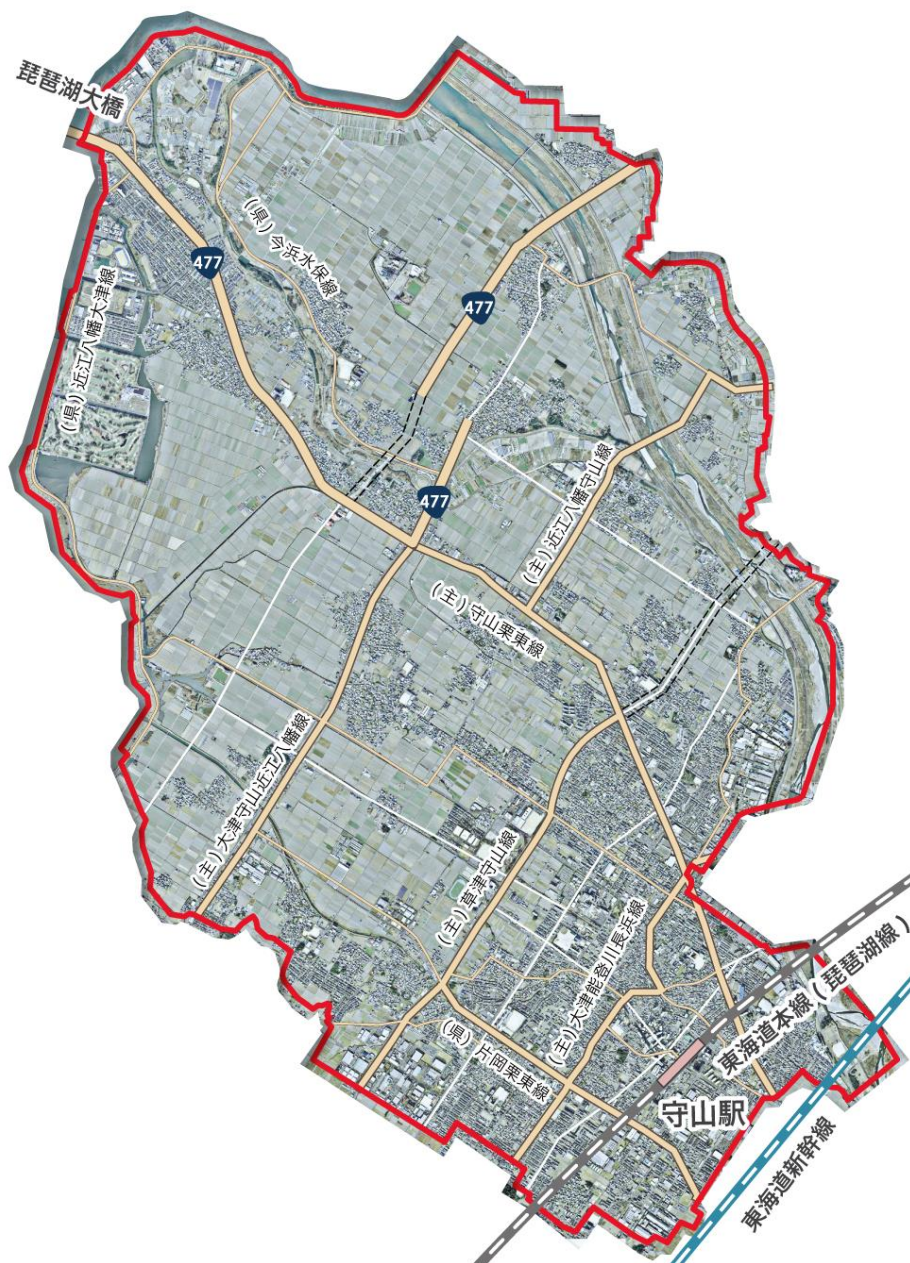 琵琶湖大橋
(県) 今浜水保線
477
477
(県) 近江八幡大津線
477
(主) 近江八幡守山線
(主) 守山栗東線
(主) 大津守山近江八幡線
(主) 草津守山線
(主) 大津能登川長浜線
(県) 片岡栗東線
東海道本線 ( 琵琶湖線 )
守山駅
東海道新幹線